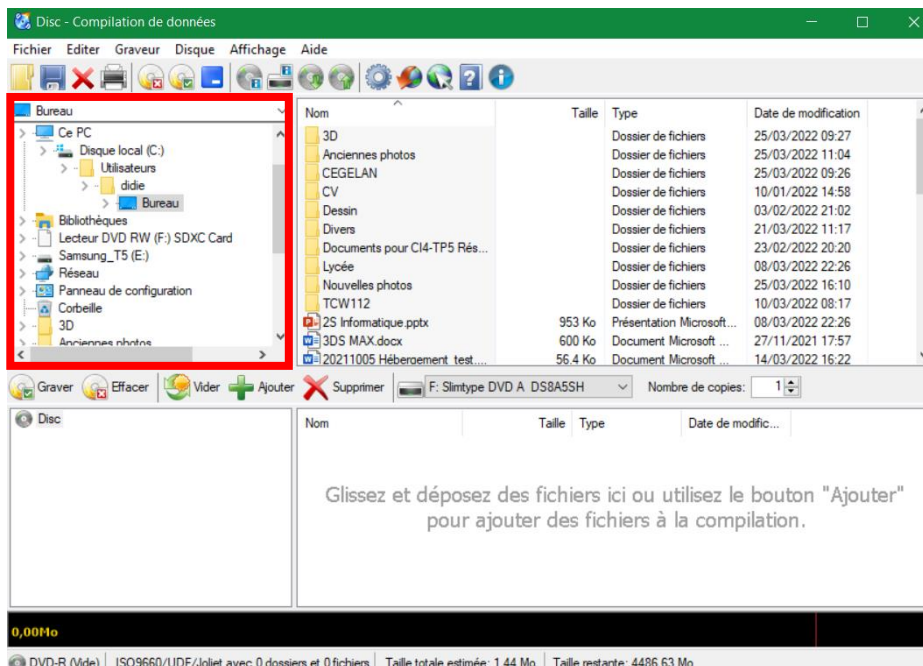 Disc - Compilation de données
Fichier Editer Graveur Disque Affichage Aide
Bureau
Ce PC
Disque local (C:)
Utilisateurs
didie
Bureau
Bibliothèques
Lecteur DVD RW (F:) SDXC Card
Samsung_T5 (E:)
Réseau
Panneau de configuration
Corbeille
3D
Anciennes photos
Nom Taille Type Date de modification
3D Dossier de fichiers 25/03/2022 09:27
Anciennes photos Dossier de fichiers 25/03/2022 11:04
CEGELAN Dossier de fichiers 25/03/2022 09:26
CV Dossier de fichiers 10/01/2022 14:58
Dessin Dossier de fichiers 03/02/2022 21:02
Divers Dossier de fichiers 21/03/2022 11:17
Documents pour CI4-TP5 Rés... Dossier de fichiers 23/02/2022 20:20
Lycée Dossier de fichiers 08/03/2022 22:26
Nouvelles photos Dossier de fichiers 25/03/2022 16:10
TCW112 Dossier de fichiers 10/03/2022 08:17
2S Informatique.pptx 953 Ko Présentation Microsoft... 08/03/2022 22:26
3DS MAX.docx 600 Ko Document Microsoft ... 27/11/2021 17:57
20211005 Hébergement_test.... 56.4 Ko Document Microsoft ... 14/03/2022 16:22
Graver Effacer Vider Ajouter Supprimer F: Slimtype DVD A DS8A5SH Nombre de copies: 1
Disc
Nom Taille Type Date de modific...
Glissez et déposez des fichiers ici ou utilisez le bouton "Ajouter"
pour ajouter des fichiers à la compilation.
0,00Mo
DVD-R (Vide) ISO9660/UDF/Joliet avec 0 dossiers et 0 fichiers Taille totale estimée: 1.44 Mo Taille restante: 4486.63 Mo